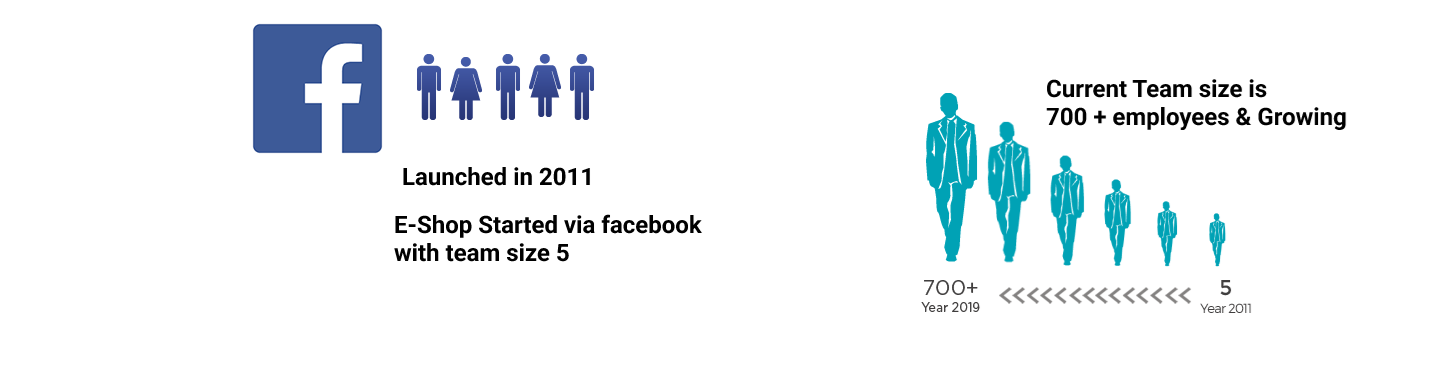 f
Launched in 2011
E-Shop Started via facebook
with team size 5
Current Team size is
700 + employees & Growing
700+
Year 2019
5
Year 2011